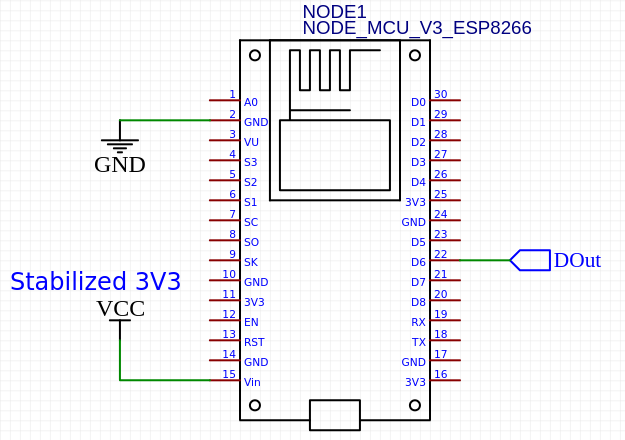 NODE1
NODE_MCU_V3_ESP8266
1 A0 D0 30
2 GND D1 29
3 VU D2 28
4 S3 D3 27
5 S2 D4 26
6 S1 3V3 25
7 SC GND 24
8 SO D5 23
9 SK D6 22
10 GND D7 21
11 3V3 D8 20
12 EN RX 19
13 RST TX 18
14 GND GND 17
15 Vin 3V3 16
GND
Stabilized 3V3
VCC
DOut